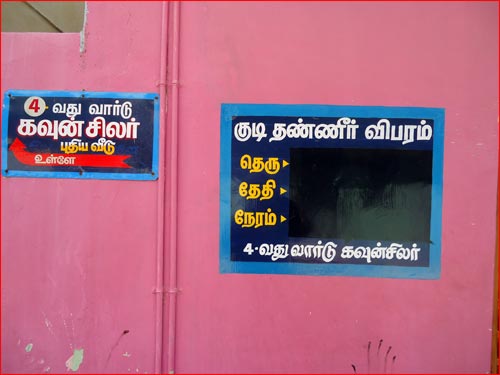 4-வது வார்டு
கவுன்சிலர்
புதிய வீடு
உள்ளே
குடி தண்ணீர் விபரம்
தெரு
தேதி
நேரம்
4-வது வார்டு கவுன்சிலர்